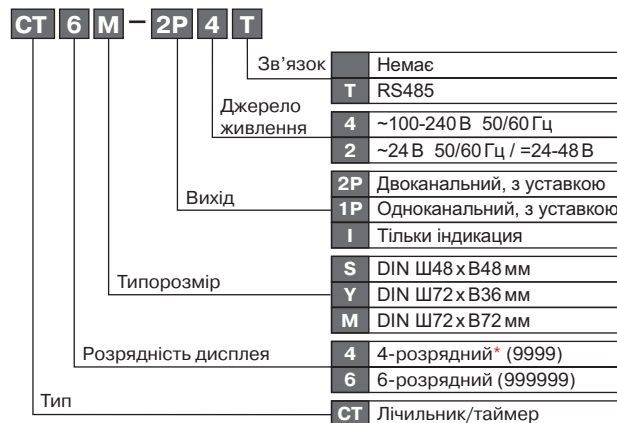 CT 6 M – 2P 4 T
Зв’язок
Немає
T RS485
Джерело
живлення
4 ~100-240 В 50/60 Гц
2 ~24 В 50/60 Гц / =24-48 В
Вихід
2P Двоканальний, з уставкою
1P Одноканальний, з уставкою
I Тільки індикация
Типорозмір
S DIN Ш48 x В48 мм
Y DIN Ш72 x В36 мм
M DIN Ш72 x В72 мм
Розрядність дисплея
4 4-розрядний* (9999)
6 6-розрядний (999999)
Тип
CT Лічильник/таймер